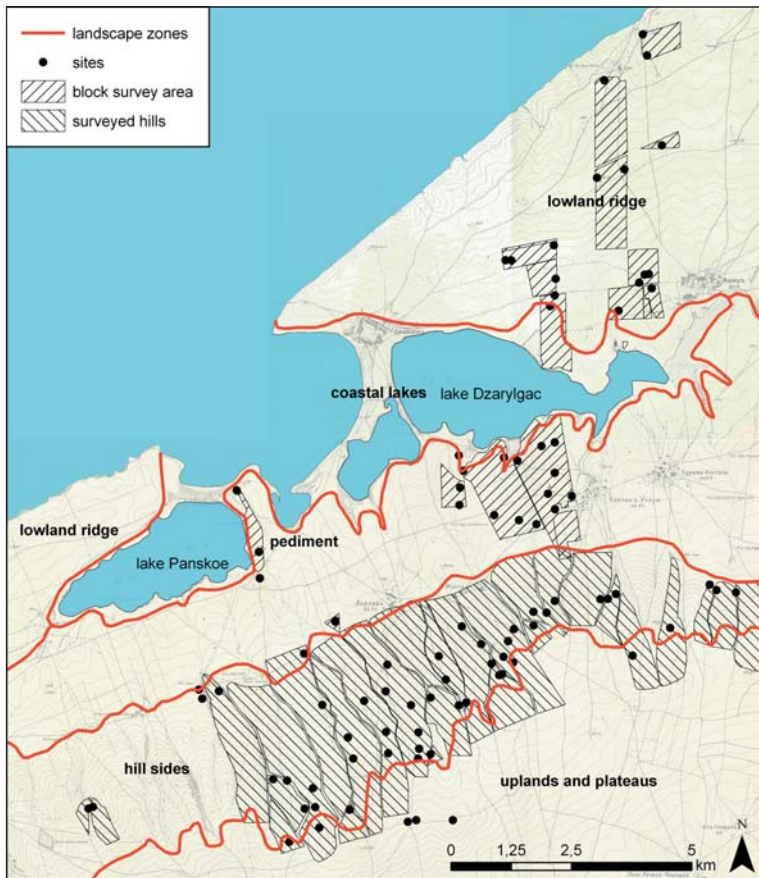 landscape zones
sites
block survey area
surveyed hills
lowland ridge
coastal lakes
lake Dzarylgac
lowland ridge
pediment
lake Panskoe
hill sides
uplands and plateaus
N
0 1,25 2,5 5
km